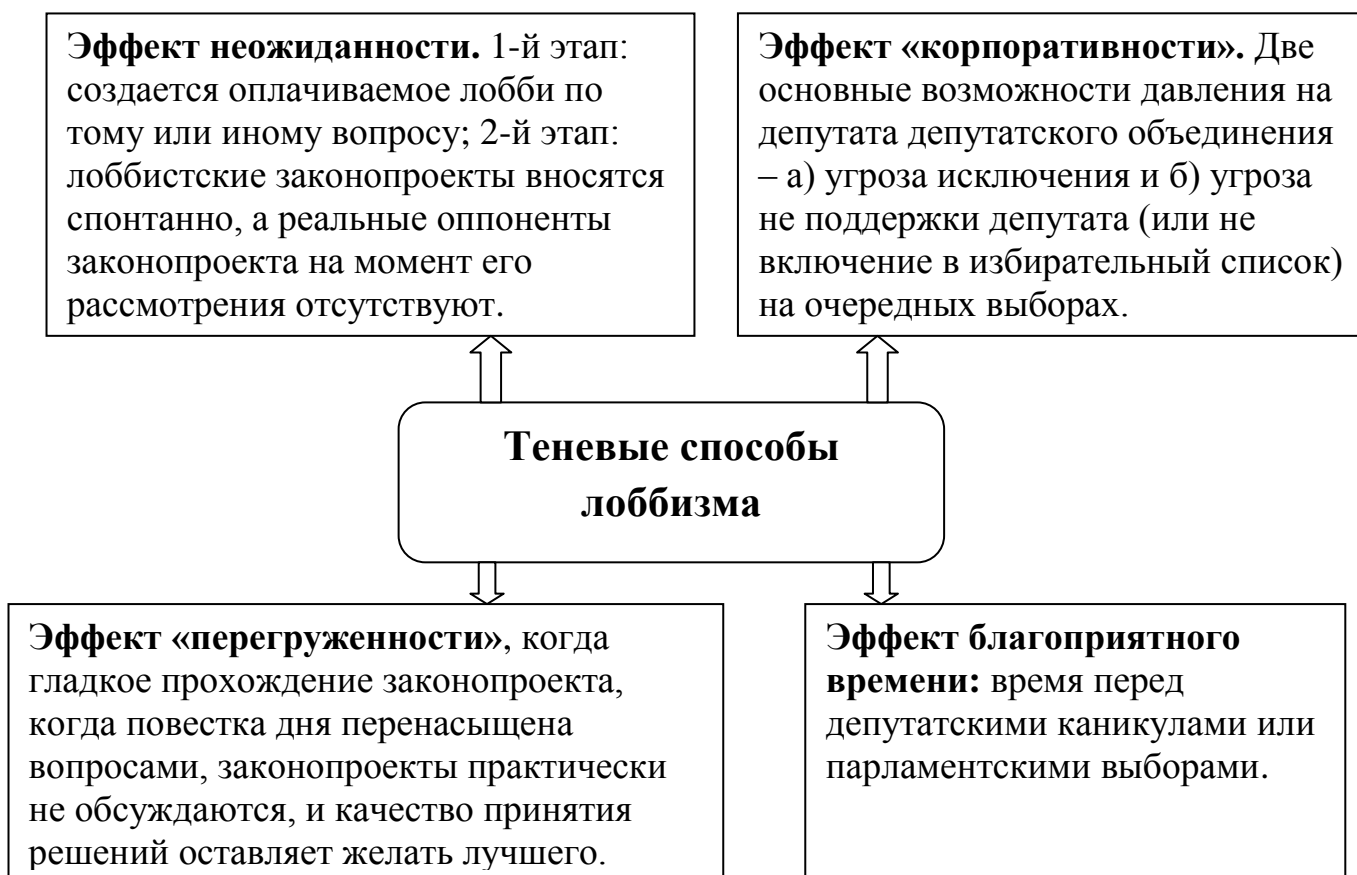 Эффект неожиданности. 1-й этап:
создается оплачиваемое лобби по
тому или иному вопросу; 2-й этап:
лоббистские законопроекты вносятся
спонтанно, а реальные оппоненты
законопроекта на момент его
рассмотрения отсутствуют.
Эффект «корпоративности». Две
основные возможности давления на
депутата депутатского объединения
– а) угроза исключения и б) угроза
не поддержки депутата (или не
включение в избирательный список)
на очередных выборах.
Теневые способы
лоббизма
Эффект «перегруженности», когда
гладкое прохождение законопроекта,
когда повестка дня перенасыщена
вопросами, законопроекты практически
не обсуждаются, и качество принятия
решений оставляет желать лучшего.
Эффект благоприятного
времени: время перед
депутатскими каникулами или
парламентскими выборами.